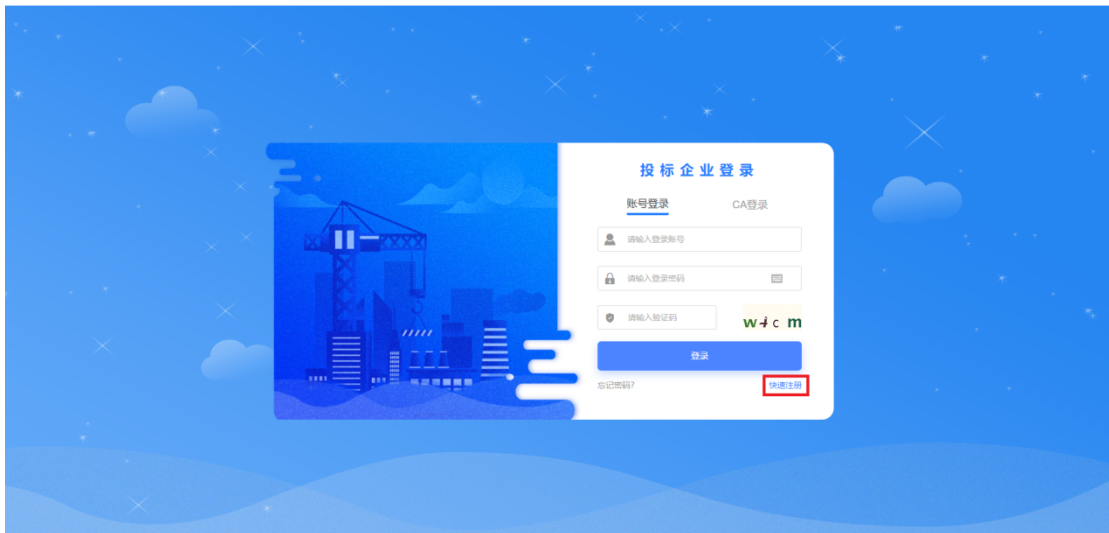 投标企业登录
账号登录 CA登录
请输入登录账号
请输入登录密码
请输入验证码 w i c m
登录
忘记密码? 快速注册